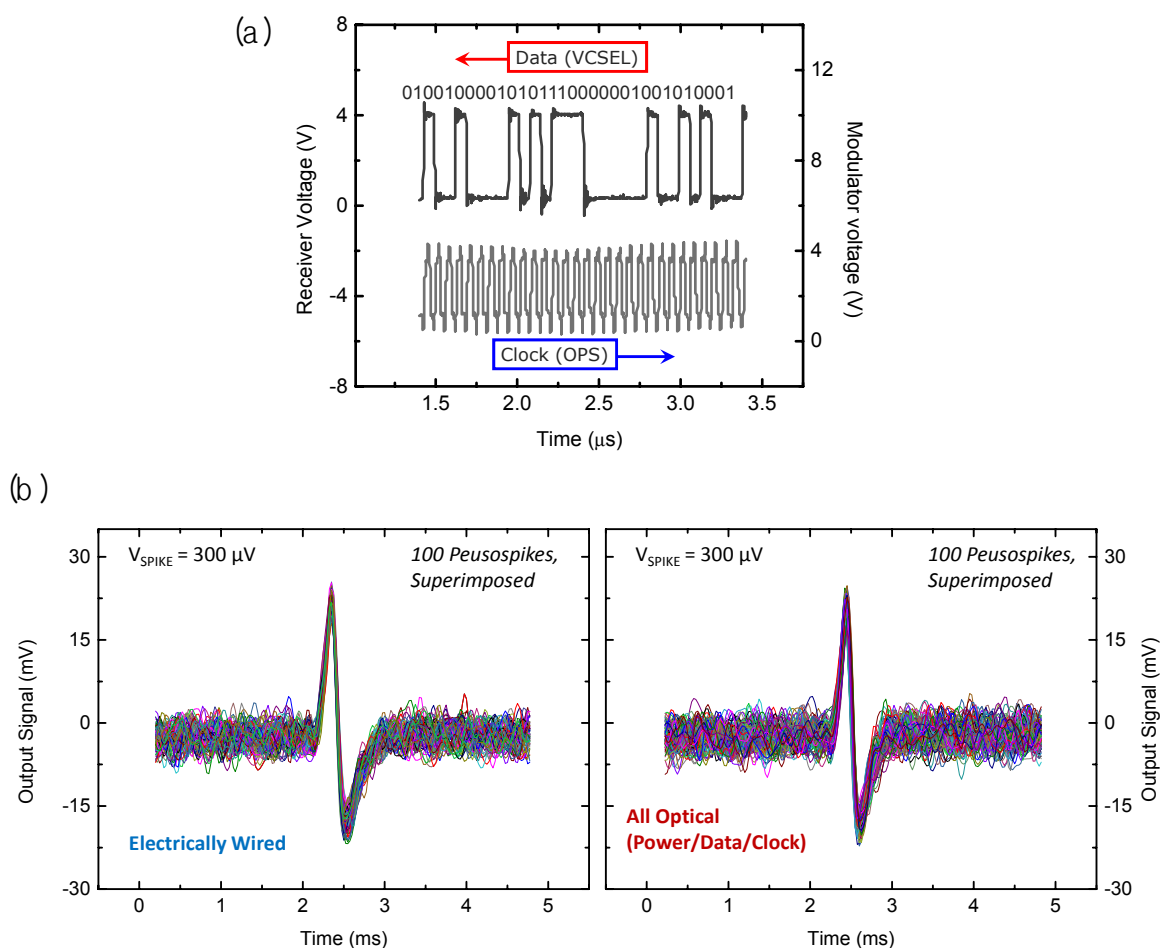 (a)
8
4
0
-4
-8
Receiver Voltage (V)
Data (VCSEL)
01001000010101110000001001010001
Clock (OPS)
12
8
4
0
Modulator voltage
(V)
1.5 2.0 2.5 3.0 3.5
Time (μs)
(b)
30
15
0
-15
-30
Output Signal (mV)
V_SPIKE = 300 μV
100 Peusospikes,
Superimposed
Electrically Wired
0 1 2 3 4 5
Time (ms)
V_SPIKE = 300 μV
100 Peusospikes,
Superimposed
All Optical
(Power/Data/Clock)
30
15
0
-15
-30
Output Signal (mV)
0 1 2 3 4 5
Time (ms)